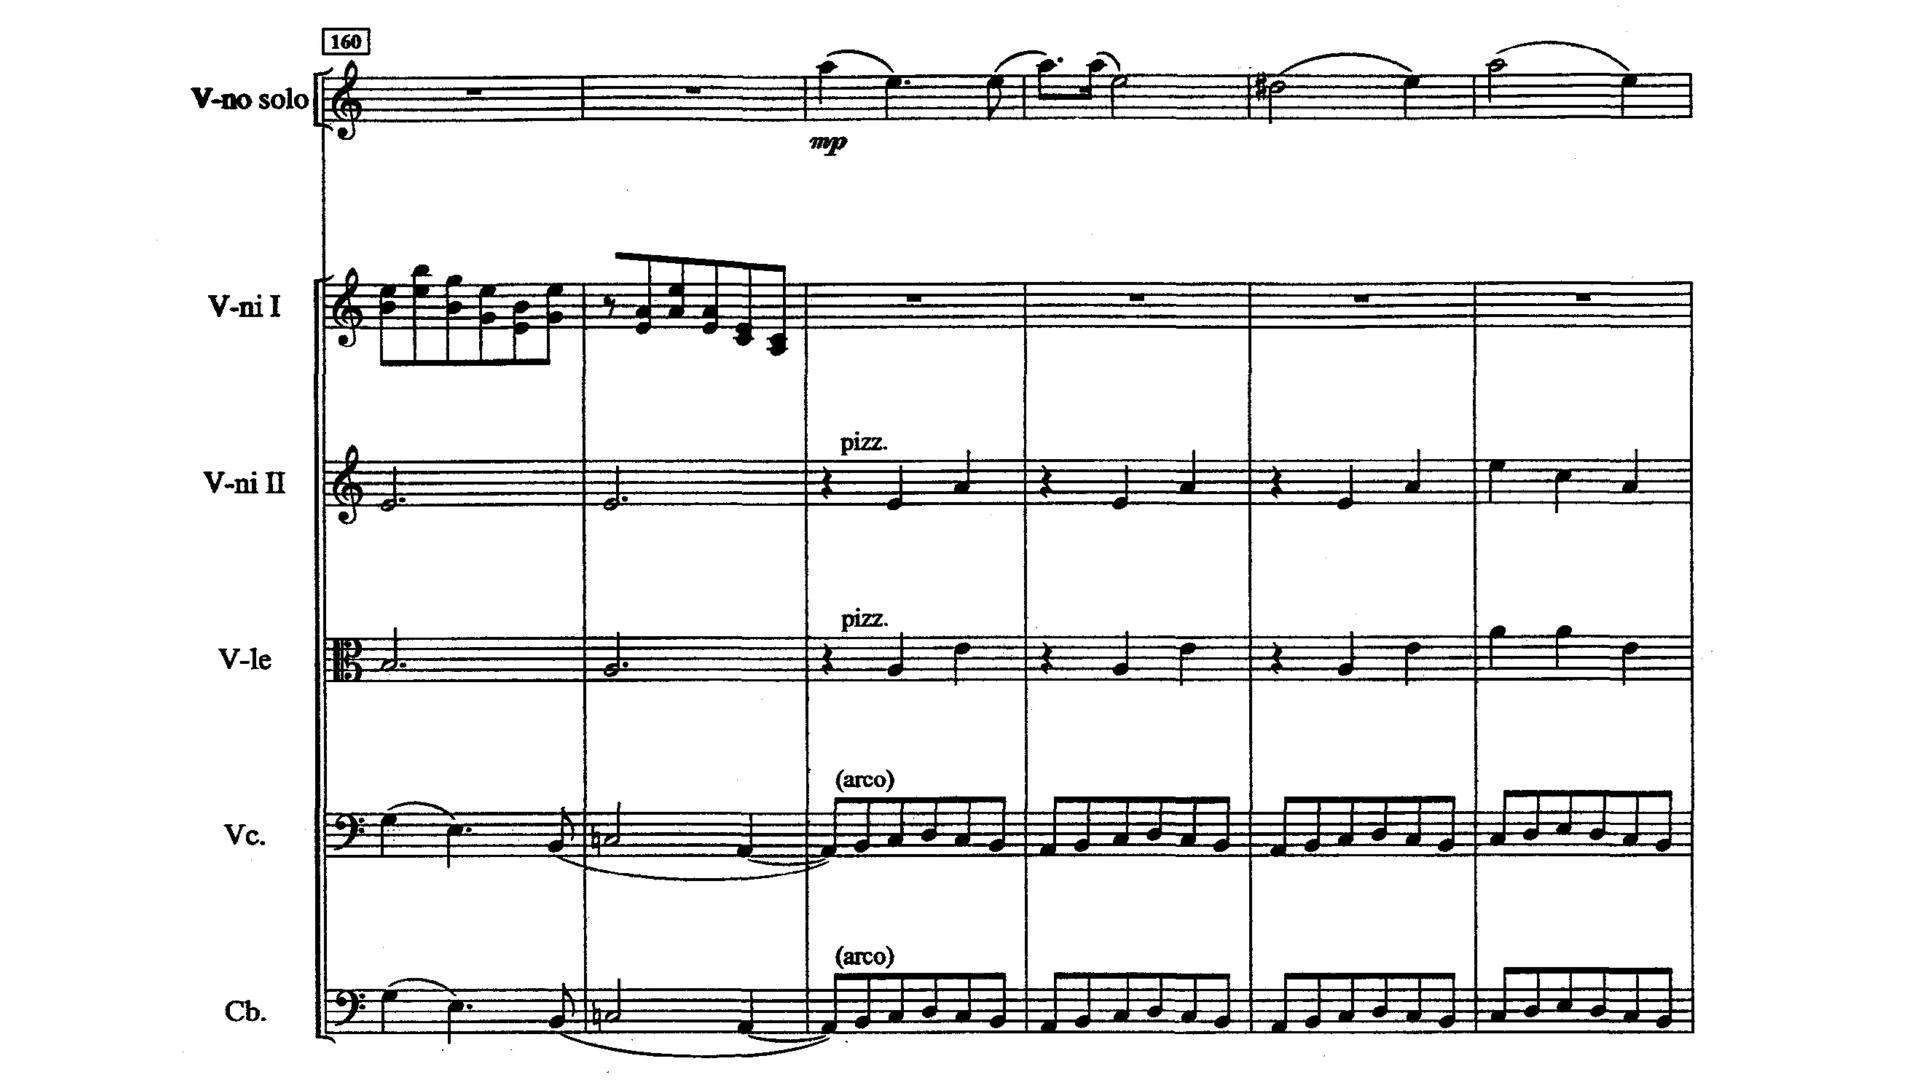 160
V-no solo
mp
V-ni I
pizz.
V-ni II
pizz.
V-le
(arco)
Vc.
(arco)
Cb.